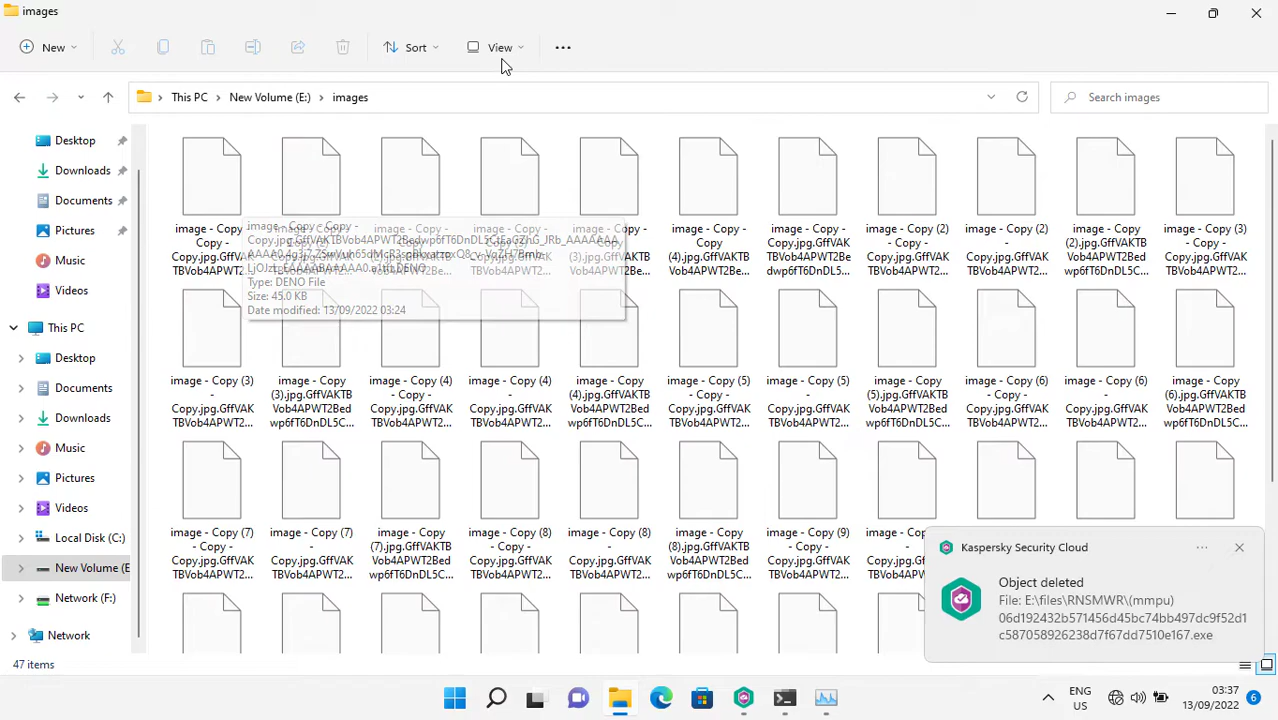 images
New
Sort
View
This PC
New Volume (E:)
images
Search images
Desktop
Downloads
Documents
Pictures
Music
Videos
This PC
Desktop
Documents
Downloads
Music
Pictures
Videos
Local Disk (C:)
New Volume (E
Network (F:)
Network
image - Copy - Copy -
Type: DENO File
Size: 45.0 KB
Date modified: 13/09/2022 03:24
image - Copy (2)
- Copy -
Copy.jpg.GffVAK
TBVob4APWT2...
image - Copy (2)
-
Copy.jpg.GffVAK
TBVob4APWT2...
image - Copy
(2).jpg.GffVAKTB
Vob4APWT2Bed
wp6fT6DnDL5C...
image - Copy (3)
- Copy -
Copy.jpg.GffVAK
TBVob4APWT2...
image - Copy (3)
-
Copy.jpg.GffVAK
TBVob4APWT2...
image - Copy
(3).jpg.GffVAKTB
Vob4APWT2Bed
wp6fT6DnDL5C...
image - Copy (4)
- Copy -
Copy.jpg.GffVAK
TBVob4APWT2...
image - Copy (4)
-
Copy.jpg.GffVAK
TBVob4APWT2...
image - Copy
(4).jpg.GffVAKTB
Vob4APWT2Bed
wp6fT6DnDL5C...
image - Copy (5)
- Copy -
Copy.jpg.GffVAK
TBVob4APWT2...
image - Copy (5)
-
Copy.jpg.GffVAK
TBVob4APWT2...
image - Copy
(5).jpg.GffVAKTB
Vob4APWT2Bed
wp6fT6DnDL5C...
image - Copy (6)
- Copy -
Copy.jpg.GffVAK
TBVob4APWT2...
image - Copy (6)
-
Copy.jpg.GffVAK
TBVob4APWT2...
image - Copy
(6).jpg.GffVAKTB
Vob4APWT2Bed
wp6fT6DnDL5C...
image - Copy (7)
- Copy -
Copy.jpg.GffVAK
TBVob4APWT2...
image - Copy (7)
-
Copy.jpg.GffVAK
TBVob4APWT2...
image - Copy
(7).jpg.GffVAKTB
Vob4APWT2Bed
wp6fT6DnDL5C...
image - Copy (8)
- Copy -
Copy.jpg.GffVAK
TBVob4APWT2...
image - Copy (8)
-
Copy.jpg.GffVAK
TBVob4APWT2...
image - Copy
(8).jpg.GffVAKTB
Vob4APWT2Bed
wp6fT6DnDL5C...
image - Copy (9)
- Copy -
Copy.jpg.GffVAK
TBVob4APWT2...
Kaspersky Security Cloud
Object deleted
File: E:\files\RNSMWR\(mmpu)
06d192432b571456d45bc74bb497dc9f52d1
c587058926238d7f67dd7510e167.exe
47 items
ENG
US
03:37
13/09/2022
6